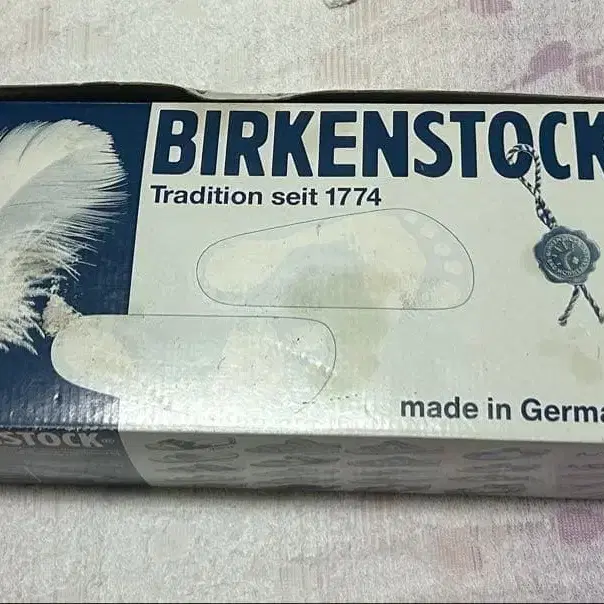 BIRKENSTOCK
Tradition seit 1774
made in Germa
STOCK